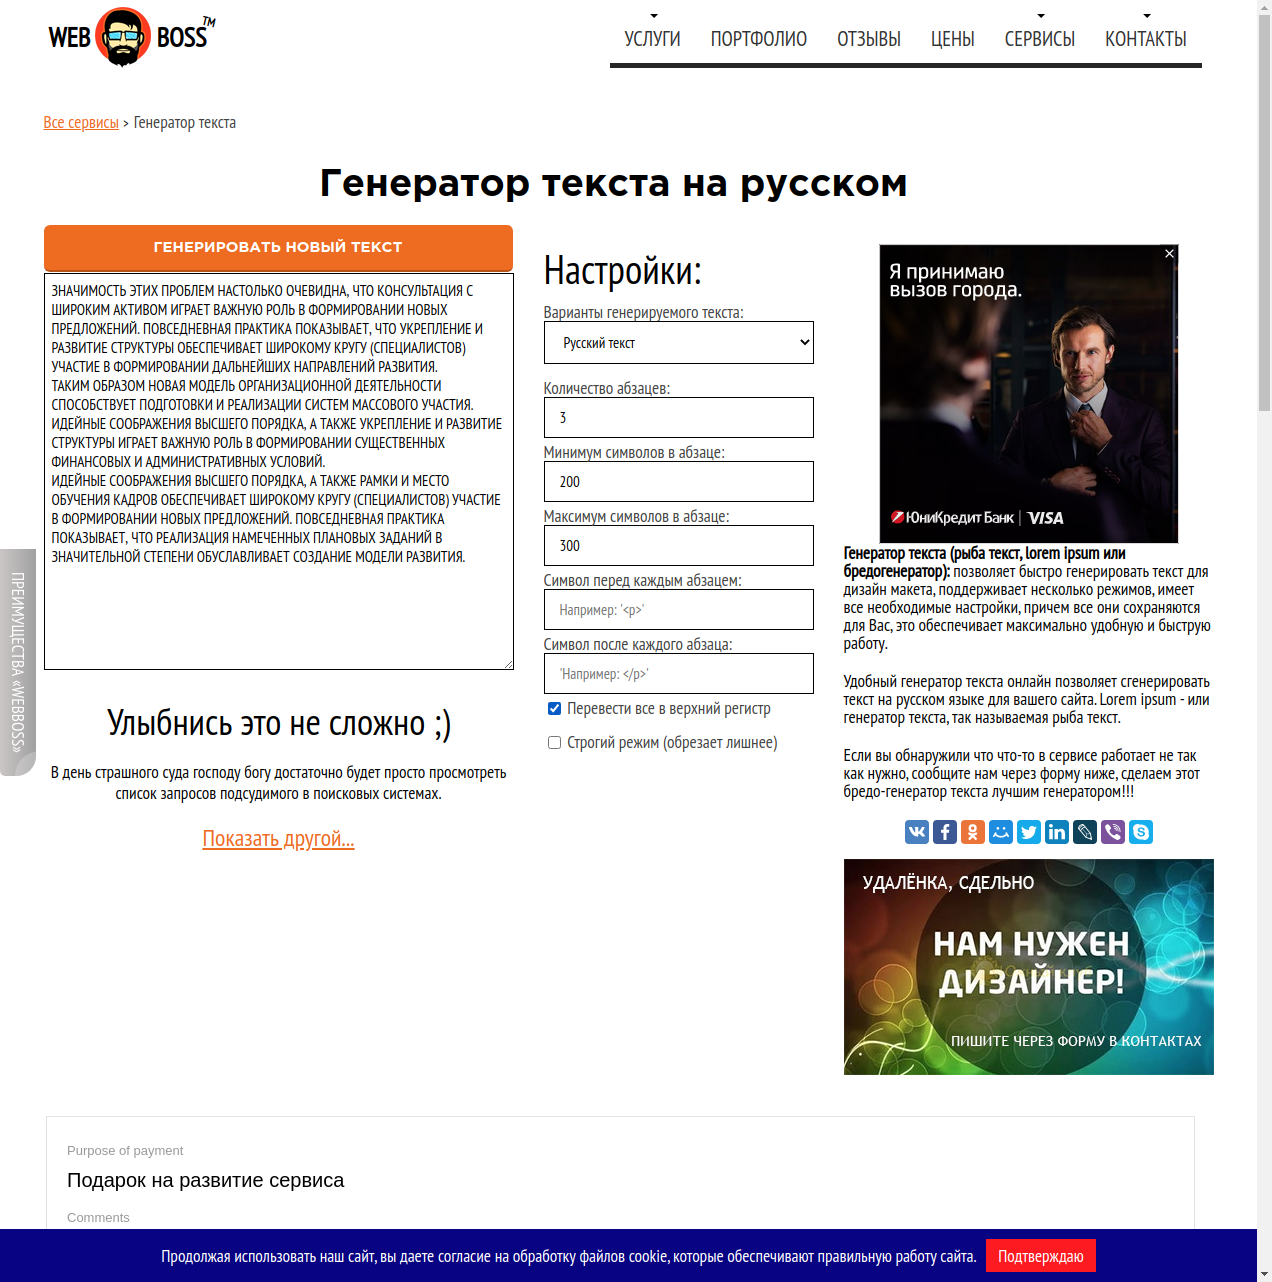 WEB BOSS™
УСЛУГИ ПОРТФОЛИО ОТЗЫВЫ ЦЕНЫ СЕРВИСЫ КОНТАКТЫ
Все сервисы > Генератор текста
Генератор текста на русском
ГЕНЕРИРОВАТЬ НОВЫЙ ТЕКСТ
ЗНАЧИМОСТЬ ЭТИХ ПРОБЛЕМ НАСТОЛЬКО ОЧЕВИДНА, ЧТО КОНСУЛЬТАЦИЯ С
ШИРОКИМ АКТИВОМ ИГРАЕТ ВАЖНУЮ РОЛЬ В ФОРМИРОВАНИИ НОВЫХ
ПРЕДЛОЖЕНИЙ. ПОВСЕДНЕВНАЯ ПРАКТИКА ПОКАЗЫВАЕТ, ЧТО УКРЕПЛЕНИЕ И
РАЗВИТИЕ СТРУКТУРЫ ОБЕСПЕЧИВАЕТ ШИРОКОМУ КРУГУ (СПЕЦИАЛИСТОВ)
УЧАСТИЕ В ФОРМИРОВАНИИ ДАЛЬНЕЙШИХ НАПРАВЛЕНИЙ РАЗВИТИЯ.
ТАКИМ ОБРАЗОМ НОВАЯ МОДЕЛЬ ОРГАНИЗАЦИОННОЙ ДЕЯТЕЛЬНОСТИ
СПОСОБСТВУЕТ ПОДГОТОВКИ И РЕАЛИЗАЦИИ СИСТЕМ МАССОВОГО УЧАСТИЯ.
ИДЕЙНЫЕ СООБРАЖЕНИЯ ВЫСШЕГО ПОРЯДКА, А ТАКЖЕ УКРЕПЛЕНИЕ И РАЗВИТИЕ
СТРУКТУРЫ ИГРАЕТ ВАЖНУЮ РОЛЬ В ФОРМИРОВАНИИ СУЩЕСТВЕННЫХ
ФИНАНСОВЫХ И АДМИНИСТРАТИВНЫХ УСЛОВИЙ.
ИДЕЙНЫЕ СООБРАЖЕНИЯ ВЫСШЕГО ПОРЯДКА, А ТАКЖЕ РАМКИ И МЕСТО
ОБУЧЕНИЯ КАДРОВ ОБЕСПЕЧИВАЕТ ШИРОКОМУ КРУГУ (СПЕЦИАЛИСТОВ) УЧАСТИЕ
В ФОРМИРОВАНИИ НОВЫХ ПРЕДЛОЖЕНИЙ. ПОВСЕДНЕВНАЯ ПРАКТИКА
ПОКАЗЫВАЕТ, ЧТО РЕАЛИЗАЦИЯ НАМЕЧЕННЫХ ПЛАНОВЫХ ЗАДАНИЙ В
ЗНАЧИТЕЛЬНОЙ СТЕПЕНИ ОБУСЛАВЛИВАЕТ СОЗДАНИЕ МОДЕЛИ РАЗВИТИЯ.
ПРЕИМУЩЕСТВА «WEBBOSS»
Улыбнись это не сложно ;)
В день страшного суда господу богу достаточно будет просто просмотреть
список запросов подсудимого в поисковых системах.
Показать другой...
Настройки:
Варианты генерируемого текста:
Русский текст
Количество абзацев:
3
Минимум символов в абзаце:
200
Максимум символов в абзаце:
300
Символ перед каждым абзацем:
Например: '<p>'
Символ после каждого абзаца:
'Например: </p>'
Перевести все в верхний регистр
Строгий режим (обрезает лишнее)
Я принимаю
вызов города.
ЮниКредит Банк | VISA
Генератор текста (рыба текст, lorem ipsum или
бредогенератор): позволяет быстро генерировать текст для
дизайн макета, поддерживает несколько режимов, имеет
все необходимые настройки, причем все они сохраняются
для Вас, это обеспечивает максимально удобную и быструю
работу.
Удобный генератор текста онлайн позволяет сгенерировать
текст на русском языке для вашего сайта. Lorem ipsum - или
генератор текста, так называемая рыба текст.
Если вы обнаружили что что-то в сервисе работает не так
как нужно, сообщите нам через форму ниже, сделаем этот
бредо-генератор текста лучшим генератором!!!
УДАЛЁНКА, СДЕЛЬНО
НАМ НУЖЕН
ДИЗАЙНЕР!
ПИШИТЕ ЧЕРЕЗ ФОРМУ В КОНТАКТАХ
Purpose of payment
Подарок на развитие сервиса
Comments
Продолжая использовать наш сайт, вы даете согласие на обработку файлов cookie, которые обеспечивают правильную работу сайта. Подтверждаю